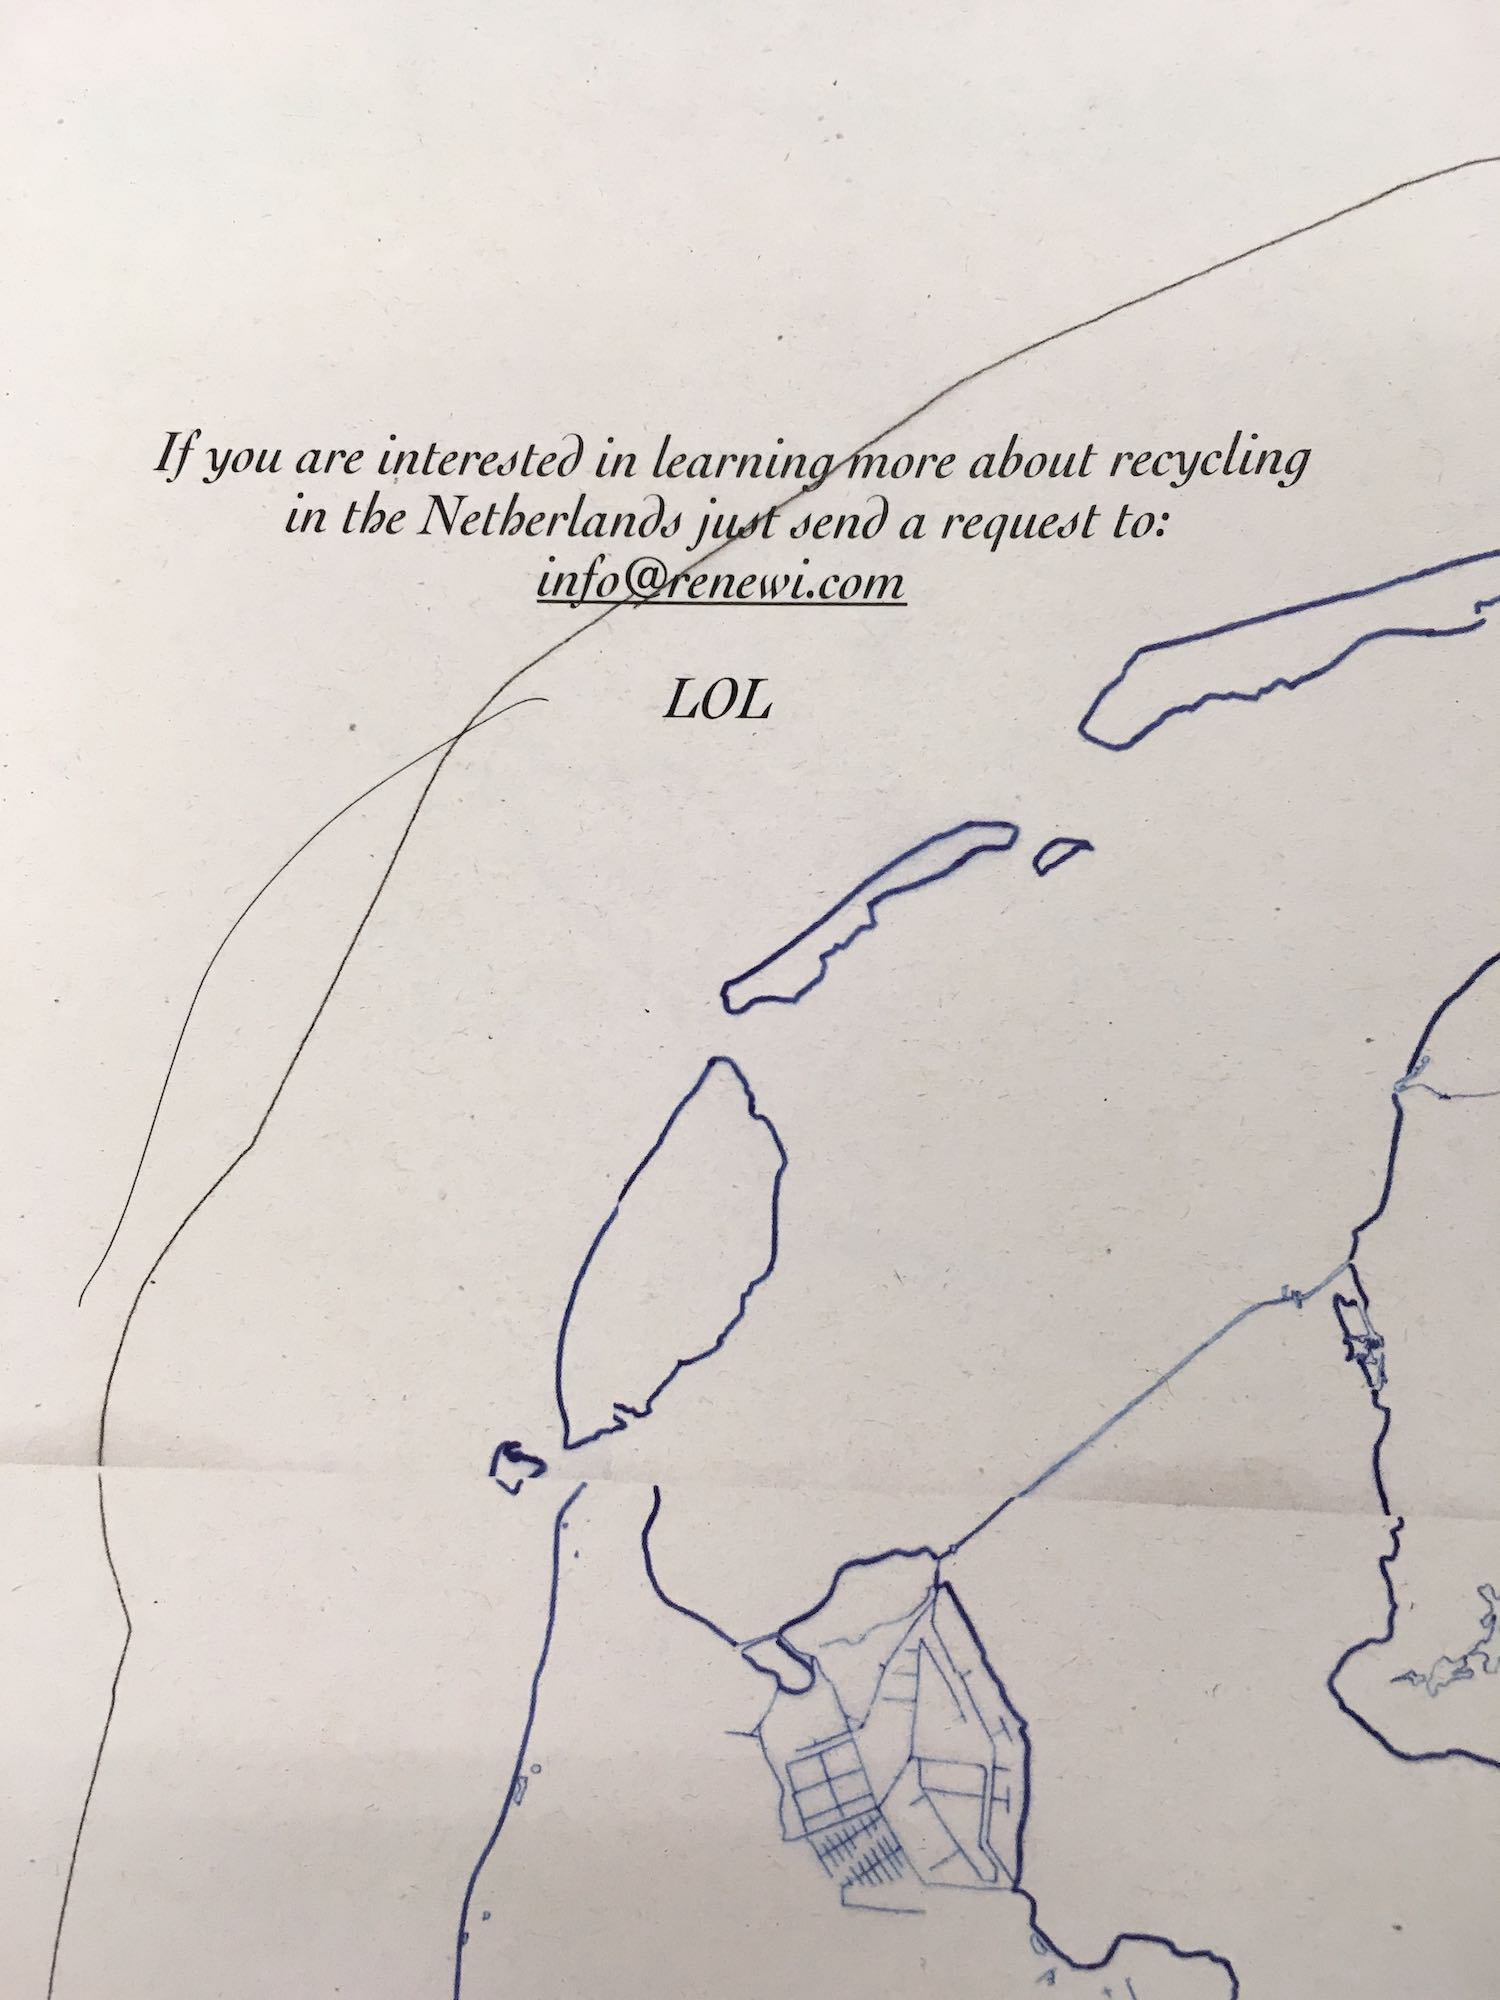 If you are interested in learning more about recycling
in the Netherlands just send a request to:
info@renewi.com
LOL